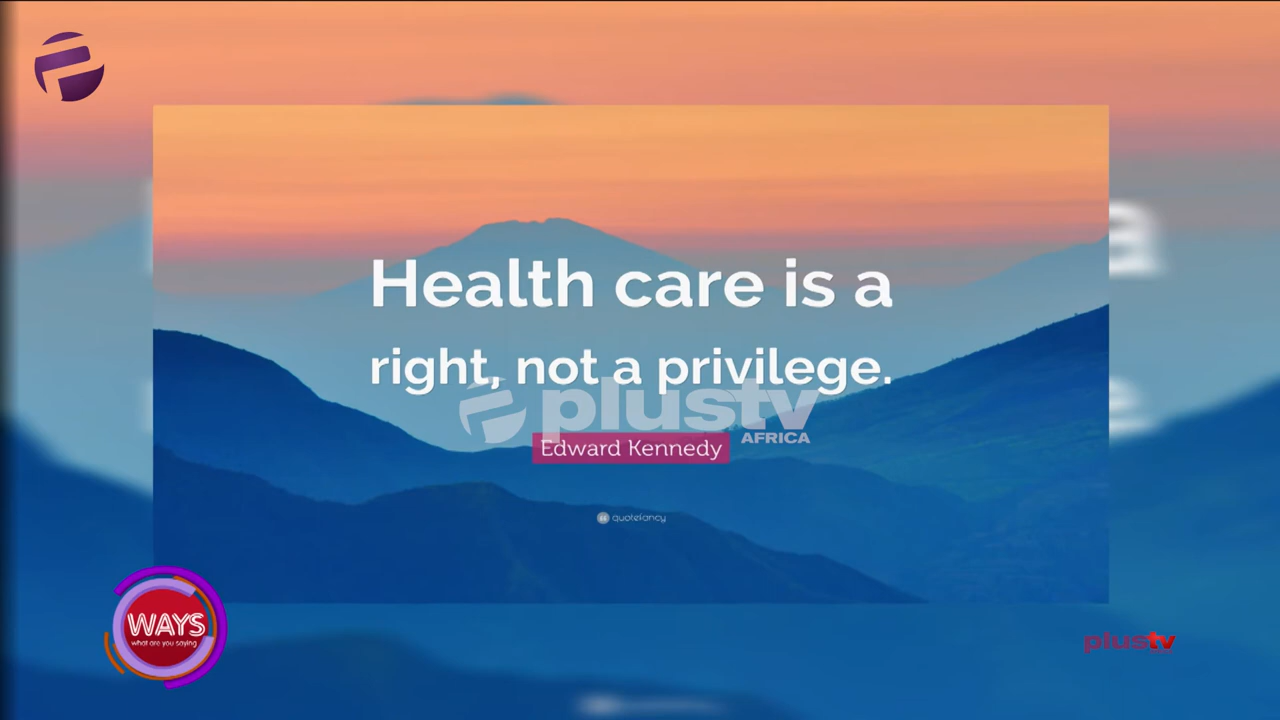 Health care is a
right, not a privilege.
plustv
AFRICA
Edward Kennedy
quotefancy
WAYS
what are you saying
plustv